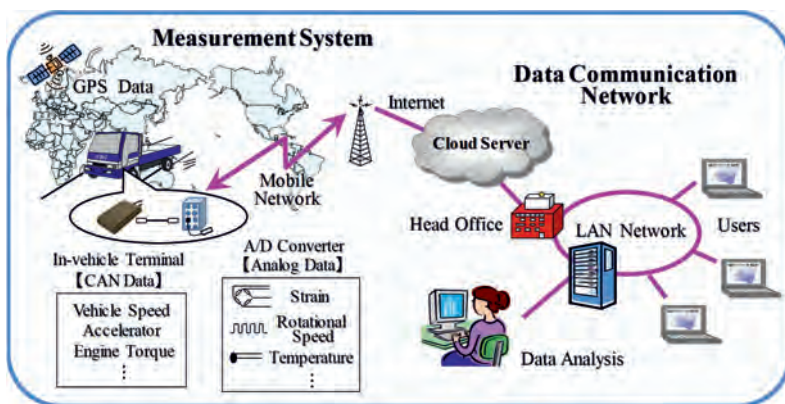 Measurement System
GPS Data
Mobile
Network
In-vehicle Terminal
【CAN Data】
Vehicle Speed
Accelerator
Engine Torque
⋮
A/D Converter
【Analog Data】
Strain
Rotational
Speed
Temperature
⋮
Data Communication
Network
Internet
Cloud Server
Head Office
LAN Network
Users
Data Analysis